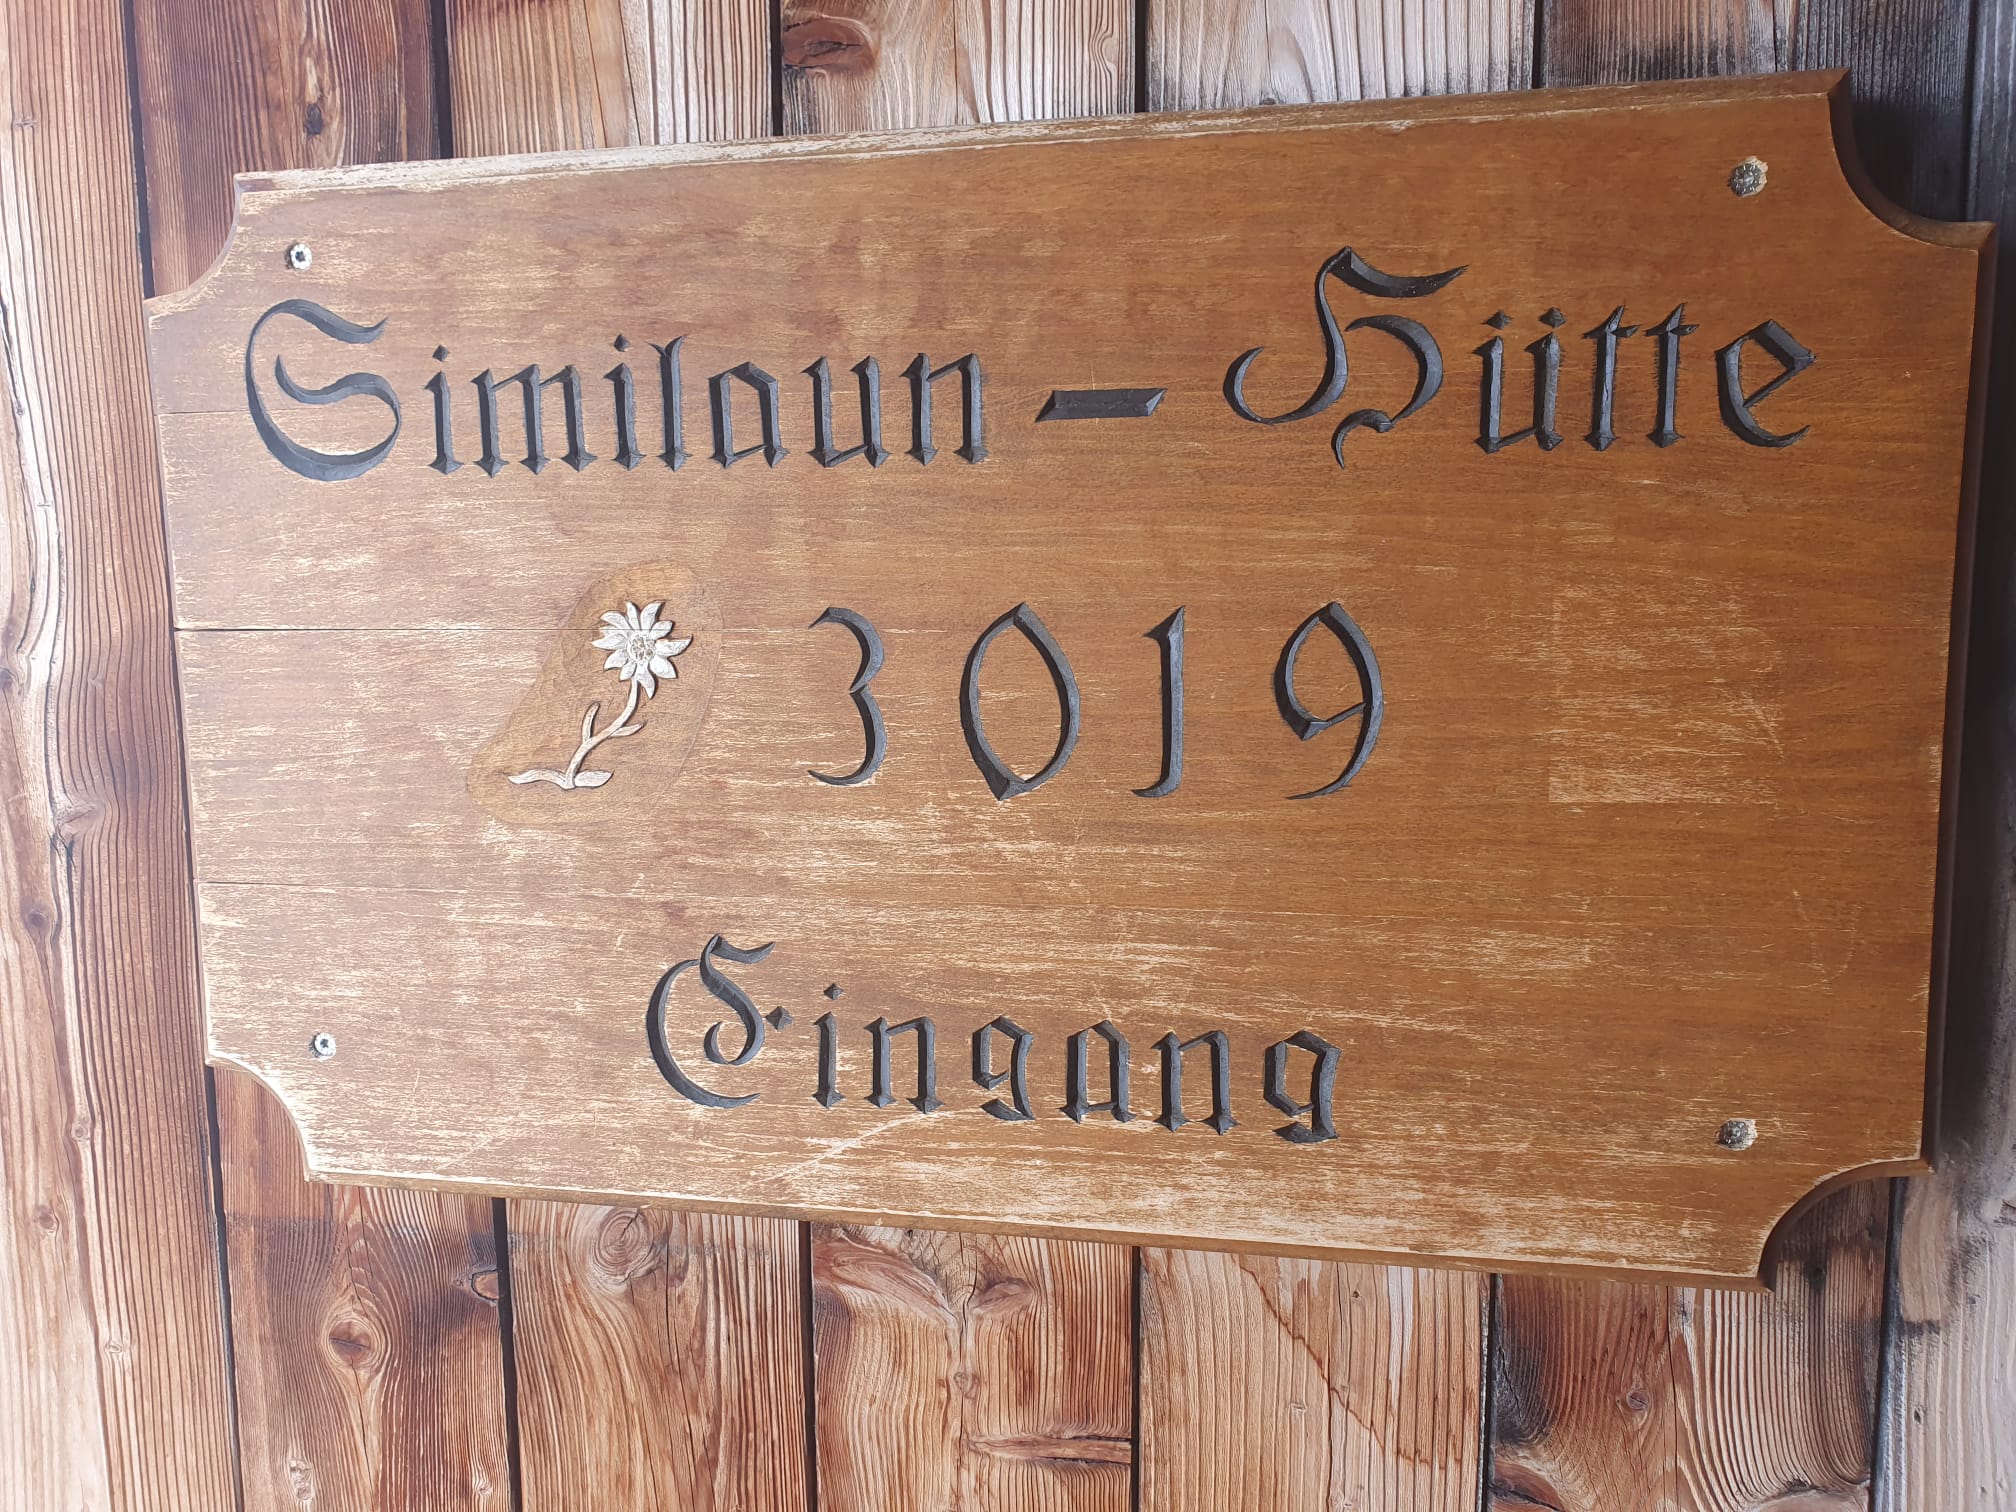 Similaun - Hütte
3019
Eingang